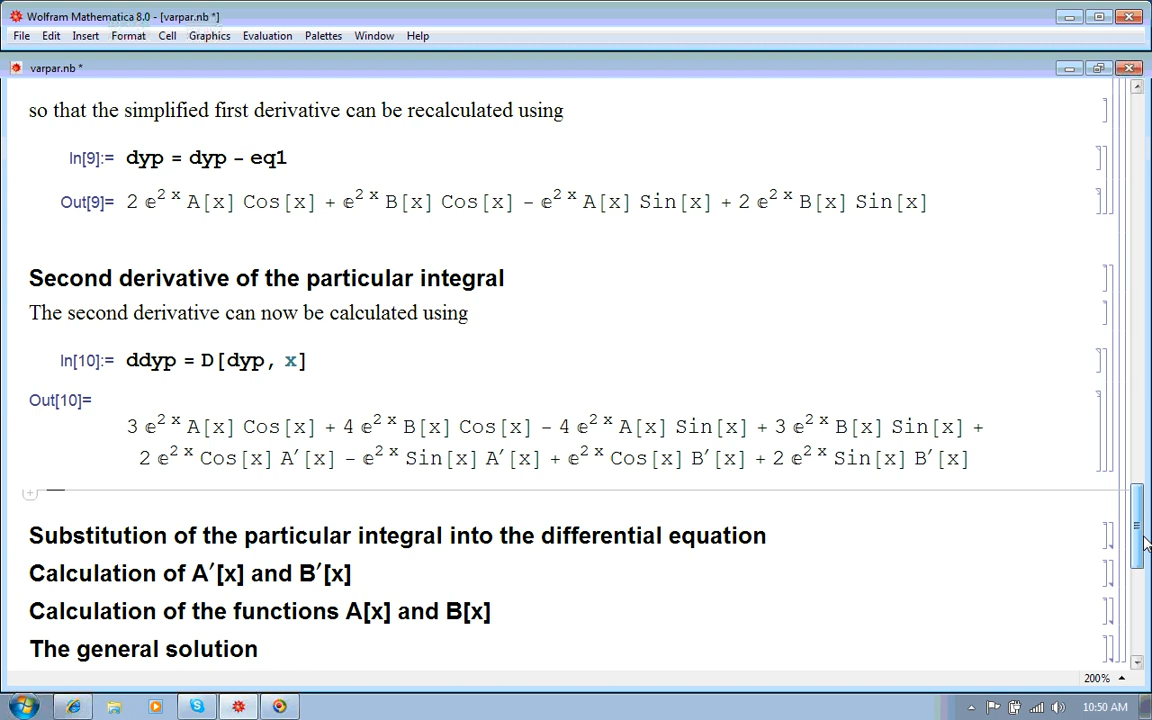 Wolfram Mathematica 8.0 - [varpar.nb *]
File Edit Insert Format Cell Graphics Evaluation Palettes Window Help
varpar.nb *
so that the simplified first derivative can be recalculated using
In[9]:= dyp = dyp - eq1
Out[9]= 2 ⅇ^(2 x) A[x] Cos[x] + ⅇ^(2 x) B[x] Cos[x] - ⅇ^(2 x) A[x] Sin[x] + 2 ⅇ^(2 x) B[x] Sin[x]
Second derivative of the particular integral
The second derivative can now be calculated using
In[10]:= ddyp = D[dyp, x]
Out[10]=
3 ⅇ^(2 x) A[x] Cos[x] + 4 ⅇ^(2 x) B[x] Cos[x] - 4 ⅇ^(2 x) A[x] Sin[x] + 3 ⅇ^(2 x) B[x] Sin[x] +
2 ⅇ^(2 x) Cos[x] A′[x] - ⅇ^(2 x) Sin[x] A′[x] + ⅇ^(2 x) Cos[x] B′[x] + 2 ⅇ^(2 x) Sin[x] B′[x]
Substitution of the particular integral into the differential equation
Calculation of A′[x] and B′[x]
Calculation of the functions A[x] and B[x]
The general solution
200%
10:50 AM